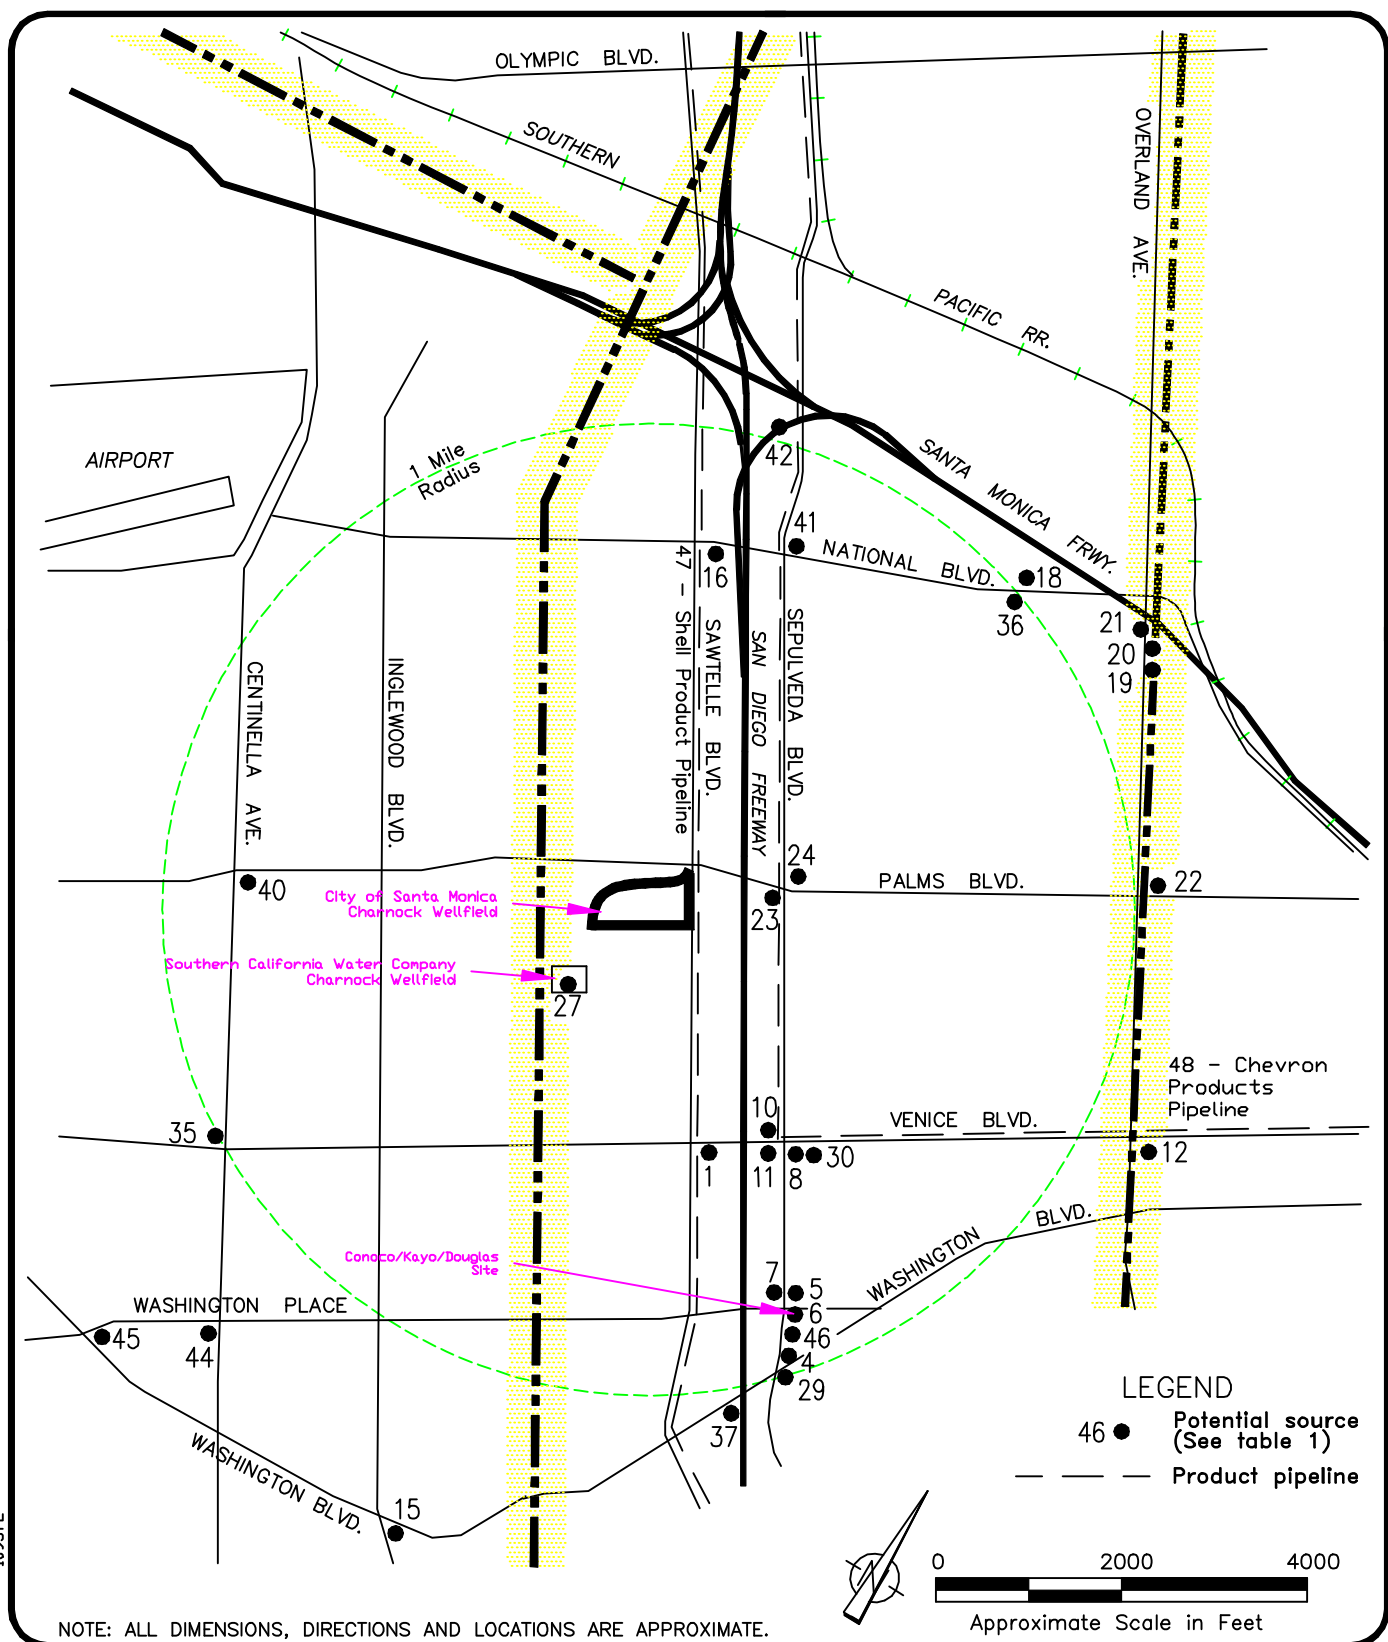 OLYMPIC BLVD.
SOUTHERN
OVERLAND AVE.
PACIFIC RR.
AIRPORT
1 Mile
Radius
42
SANTA MONICA FRWY.
41
NATIONAL BLVD.
16
18
36
47 - Shell Product Pipeline
SAWTELLE BLVD.
SAN DIEGO FREEWAY
SEPULVEDA BLVD.
21
20
19
CENTINELLA AVE.
INGLEWOOD BLVD.
24
PALMS BLVD.
22
40
23
City of Santa Monica
Charnock Wellfield
Southern California Water Company
Charnock Wellfield
27
48 - Chevron
Products
Pipeline
10
VENICE BLVD.
35
1
11
8
30
12
WASHINGTON BLVD.
Conoco/Kayo/Douglas
Site
7
5
6
WASHINGTON PLACE
46
45
44
4
29
37
WASHINGTON BLVD.
15
LEGEND
46 Potential source
(See table 1)
Product pipeline
0 2000 4000
Approximate Scale in Feet
NOTE: ALL DIMENSIONS, DIRECTIONS AND LOCATIONS ARE APPROXIMATE.